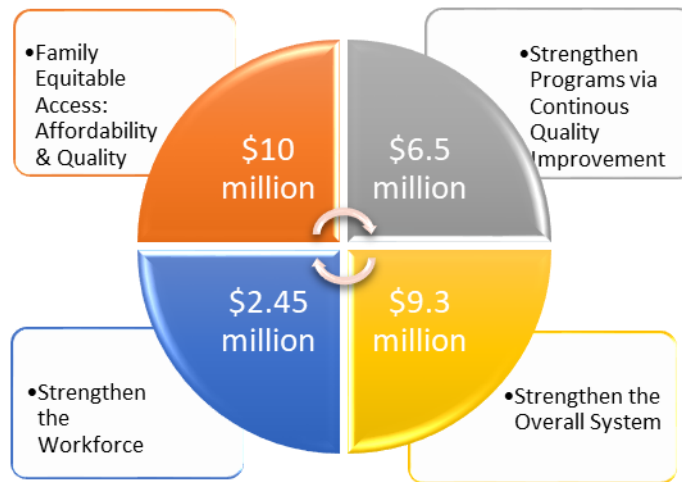 •Family
Equitable
Access:
Affordability
& Quality
$10
million
$6.5
million
•Strengthen
Programs via
Continous
Quality
Improvement
$2.45
million
$9.3
million
•Strengthen
the
Workforce
•Strengthen the
Overall System